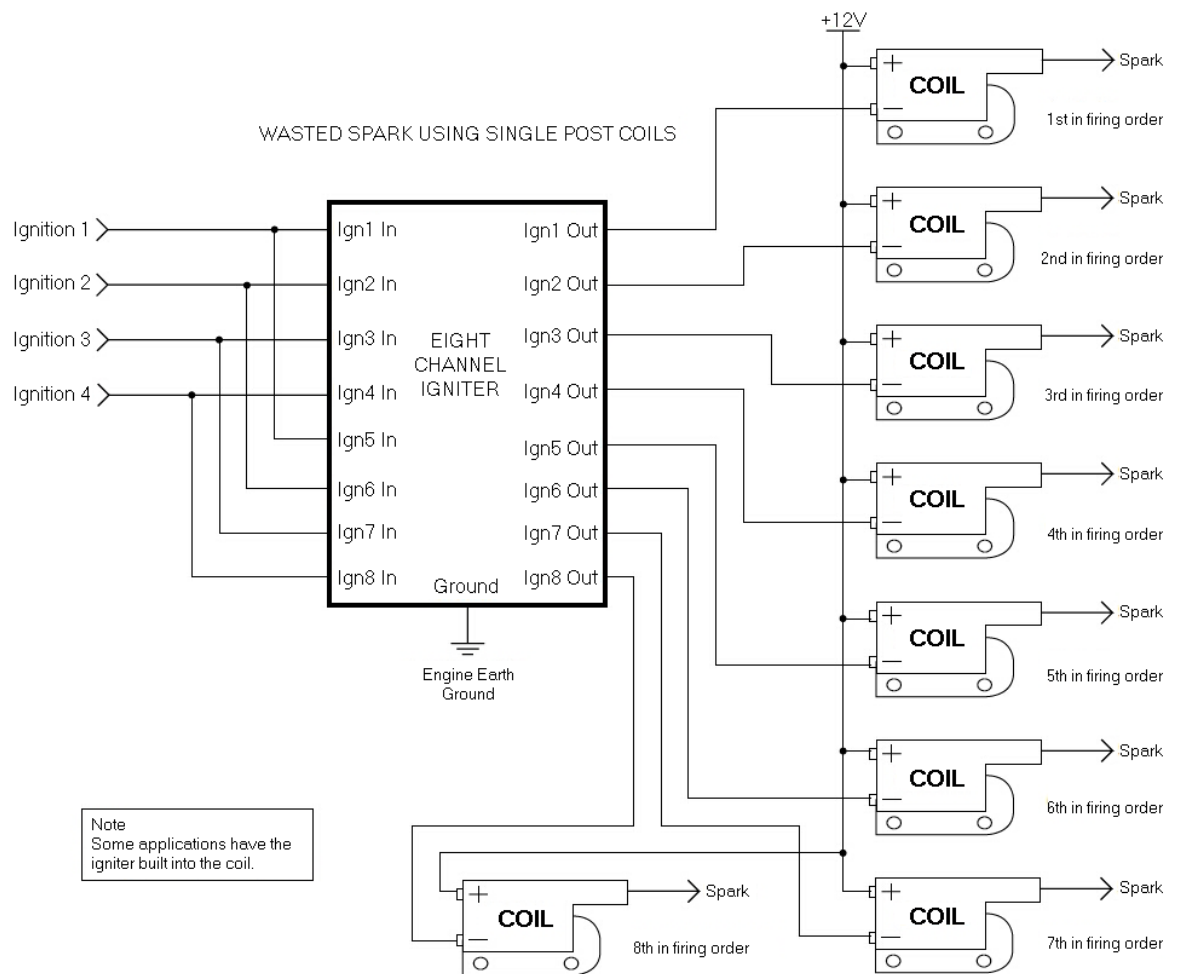 +12V
WASTED SPARK USING SINGLE POST COILS
Ignition 1
Ignition 2
Ignition 3
Ignition 4
Ign1 In
Ign2 In
Ign3 In
Ign4 In
Ign5 In
Ign6 In
Ign7 In
Ign8 In
EIGHT
CHANNEL
IGNITER
Ground
Ign1 Out
Ign2 Out
Ign3 Out
Ign4 Out
Ign5 Out
Ign6 Out
Ign7 Out
Ign8 Out
Engine Earth
Ground
+
COIL
−
Spark
1st in firing order
+
COIL
−
Spark
2nd in firing order
+
COIL
−
Spark
3rd in firing order
+
COIL
−
Spark
4th in firing order
+
COIL
−
Spark
5th in firing order
+
COIL
−
Spark
6th in firing order
+
COIL
−
Spark
7th in firing order
+
COIL
−
Spark
8th in firing order
Note
Some applications have the
igniter built into the coil.